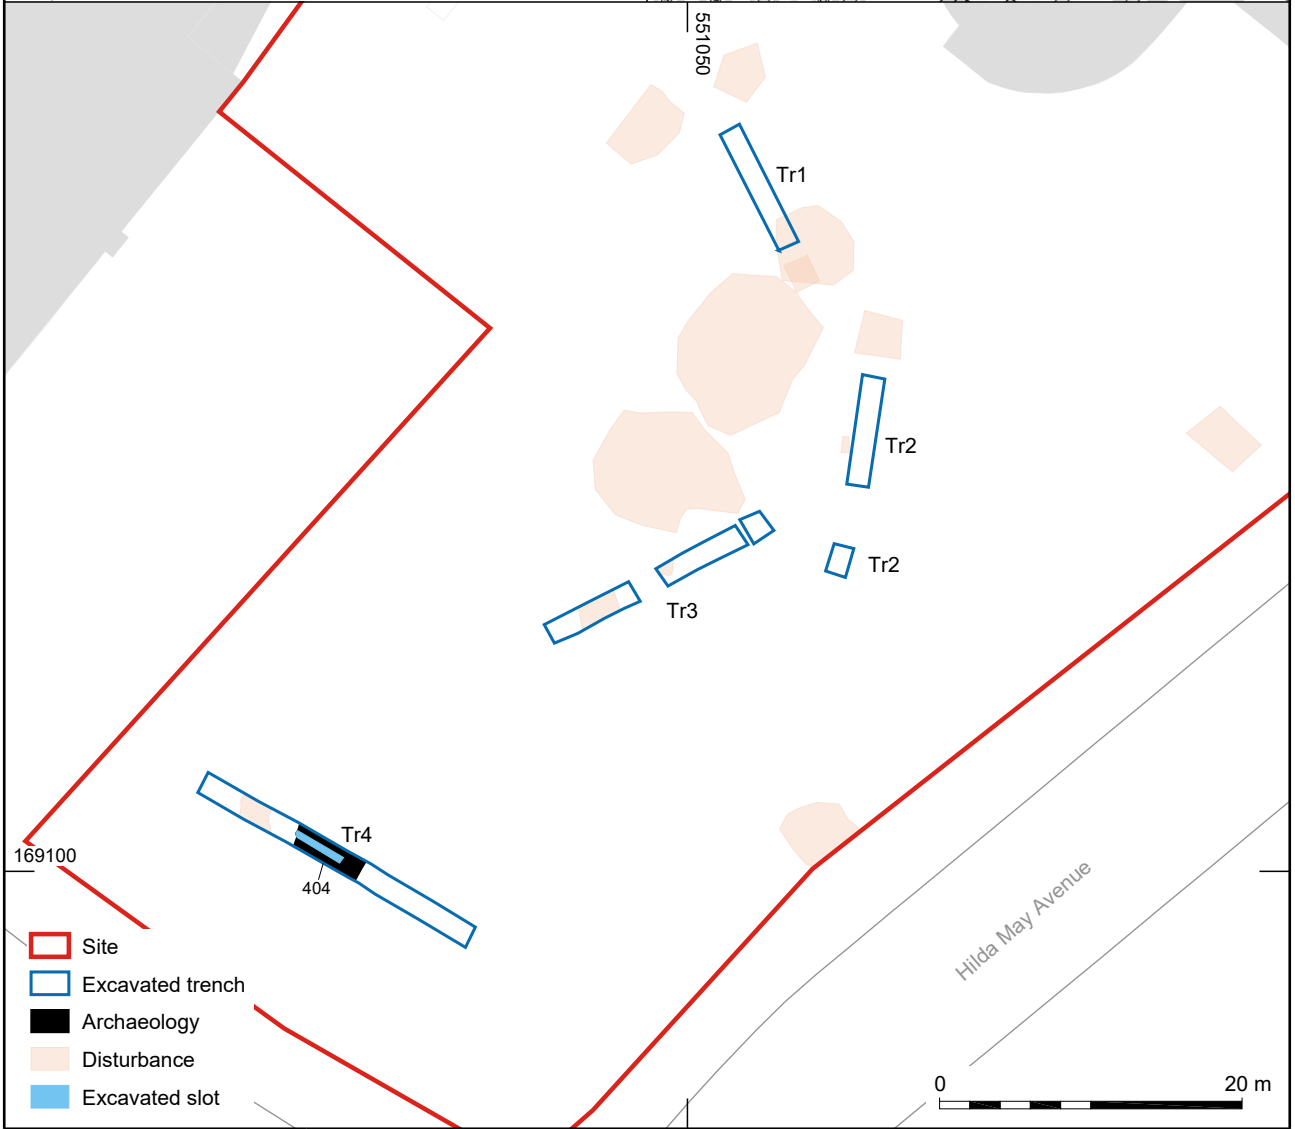 551050
Tr1
Tr2
Tr2
Tr3
Tr4
404
169100
Hilda May Avenue
Site
Excavated trench
Archaeology
Disturbance
Excavated slot
0 20 m